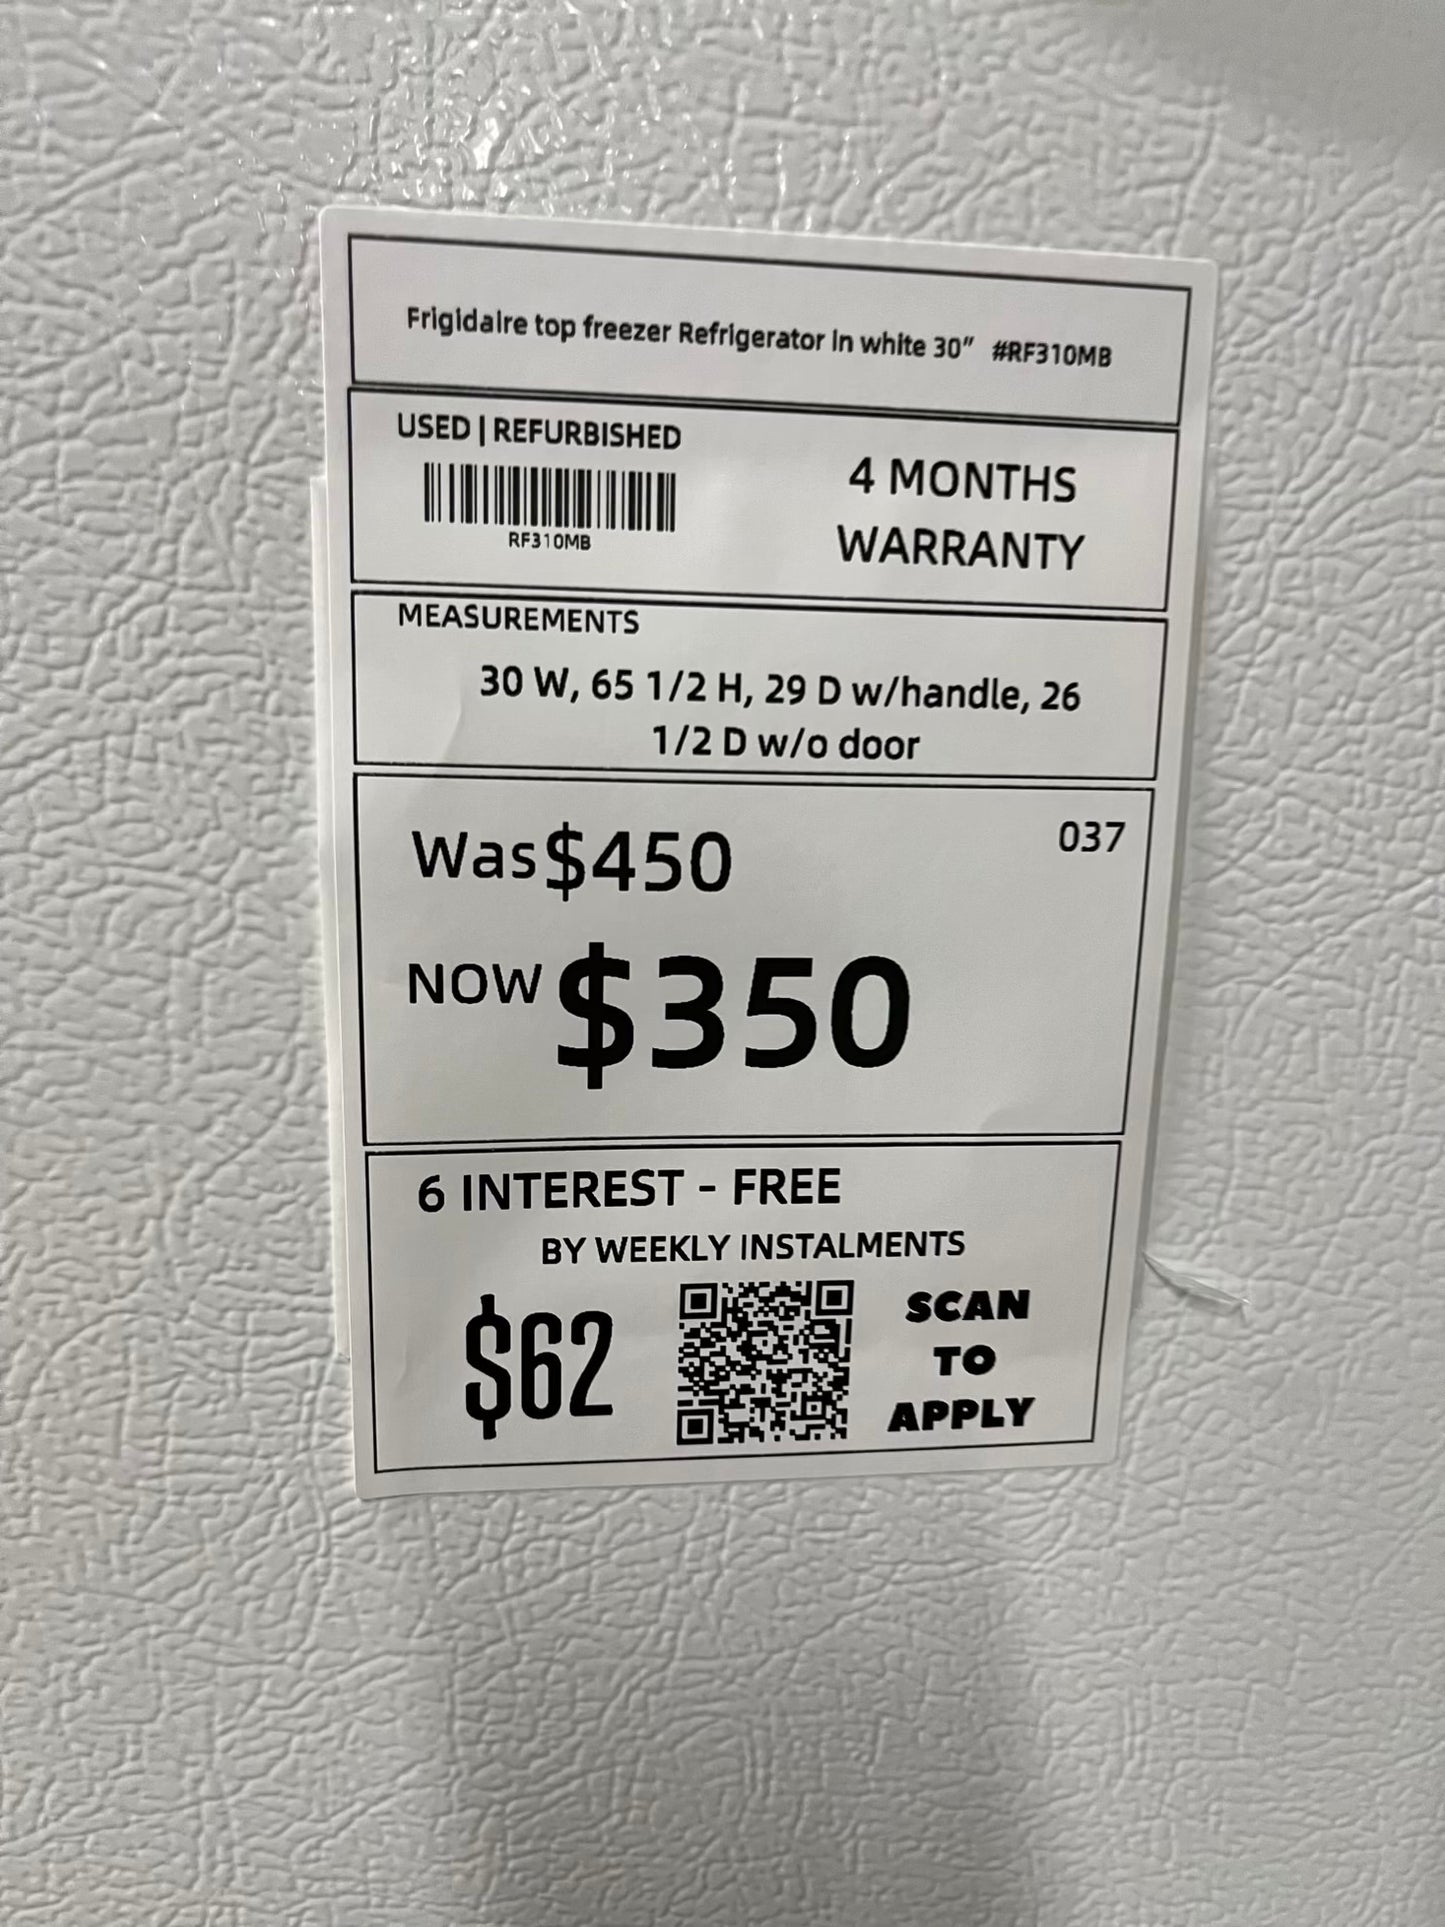 Frigidaire top freezer Refrigerator in white 30” #RF310MB
USED | REFURBISHED
RF310MB
4 MONTHS
WARRANTY
MEASUREMENTS
30 W, 65 1/2 H, 29 D w/handle, 26
1/2 D w/o door
Was $450
037
NOW $350
6 INTEREST - FREE
BY WEEKLY INSTALMENTS
$62
SCAN
TO
APPLY